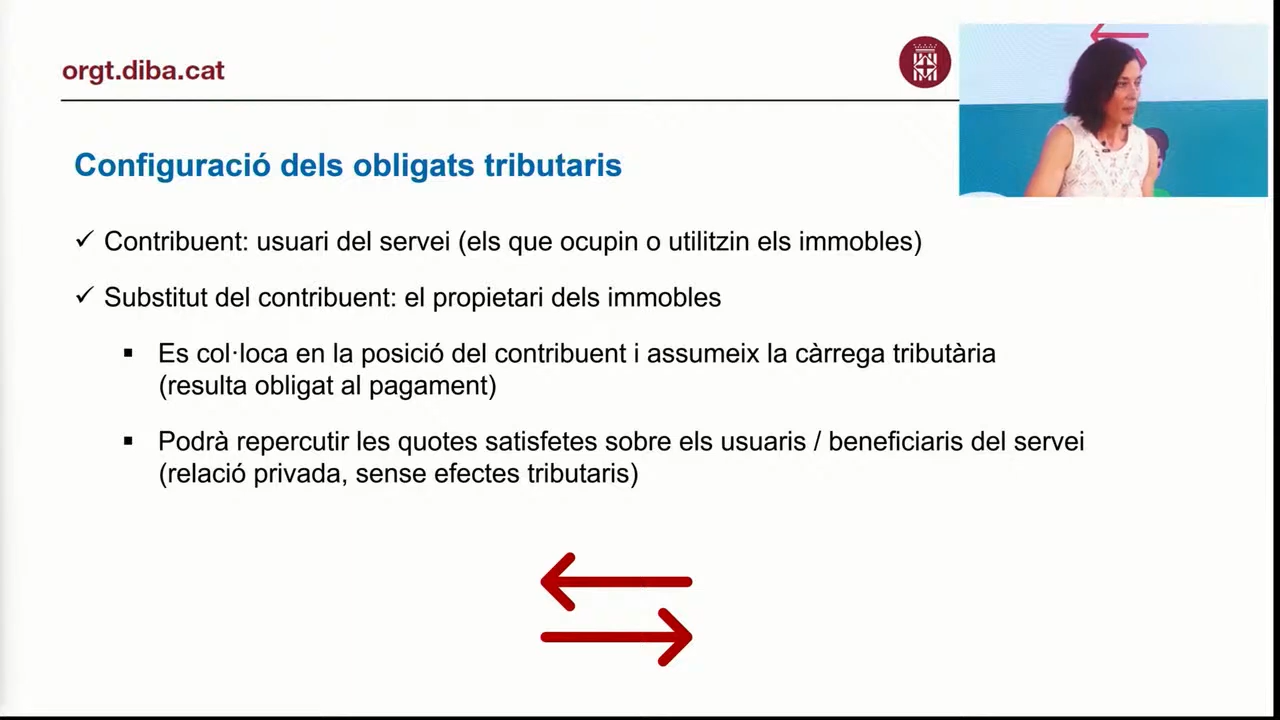 orgt.diba.cat
Configuració dels obligats tributaris
✓ Contribuent: usuari del servei (els que ocupin o utilitzin els immobles)
✓ Substitut del contribuent: el propietari dels immobles
▪ Es col·loca en la posició del contribuent i assumeix la càrrega tributària
(resulta obligat al pagament)
▪ Podrà repercutir les quotes satisfetes sobre els usuaris / beneficiaris del servei
(relació privada, sense efectes tributaris)